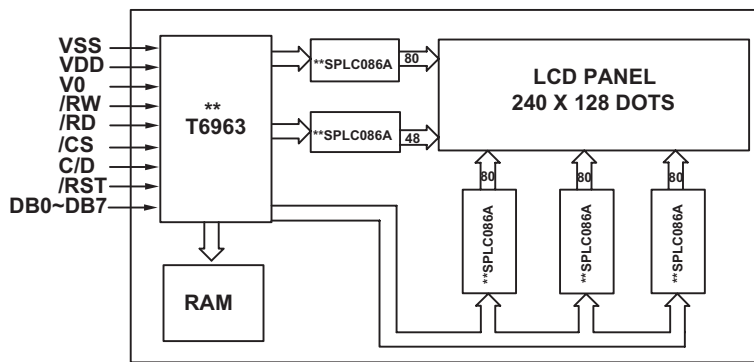 VSS
VDD
V0
/RW
/RD
/CS
C/D
/RST
DB0~DB7
**
T6963
RAM
**SPLC086A
80
**SPLC086A
48
LCD PANEL
240 X 128 DOTS
80
80
80
**SPLC086A
**SPLC086A
**SPLC086A